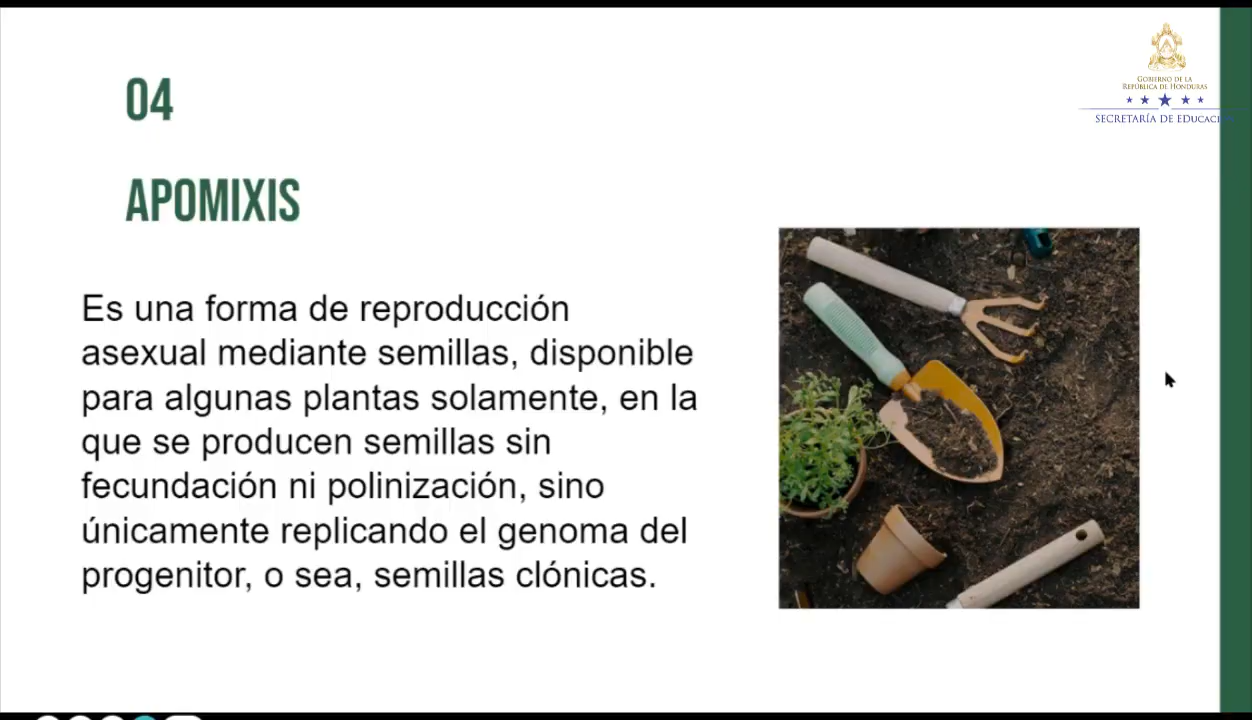 GOBIERNO DE LA
REPÚBLICA DE HONDURAS
SECRETARÍA DE EDUCACI
04
APOMIXIS
Es una forma de reproducción
asexual mediante semillas, disponible
para algunas plantas solamente, en la
que se producen semillas sin
fecundación ni polinización, sino
únicamente replicando el genoma del
progenitor, o sea, semillas clónicas.